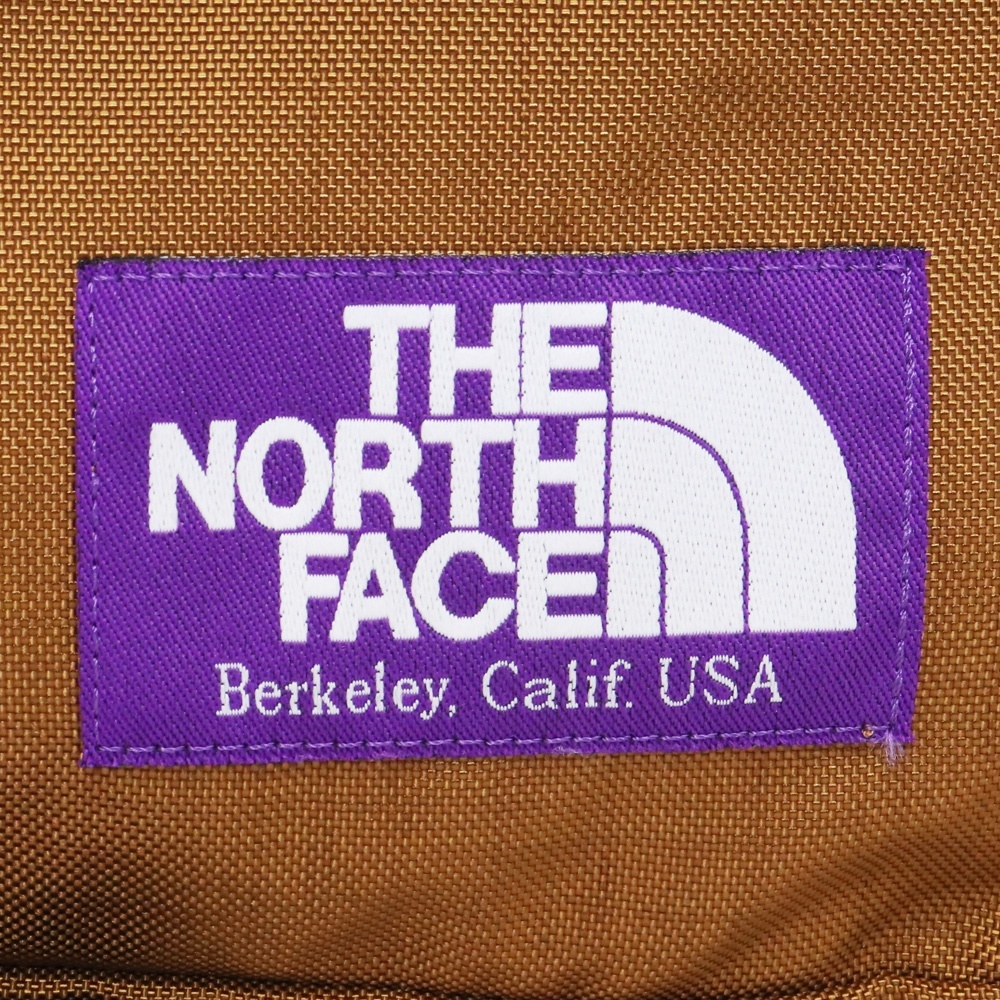 THE
NORTH
FACE
Berkeley, Calif. USA